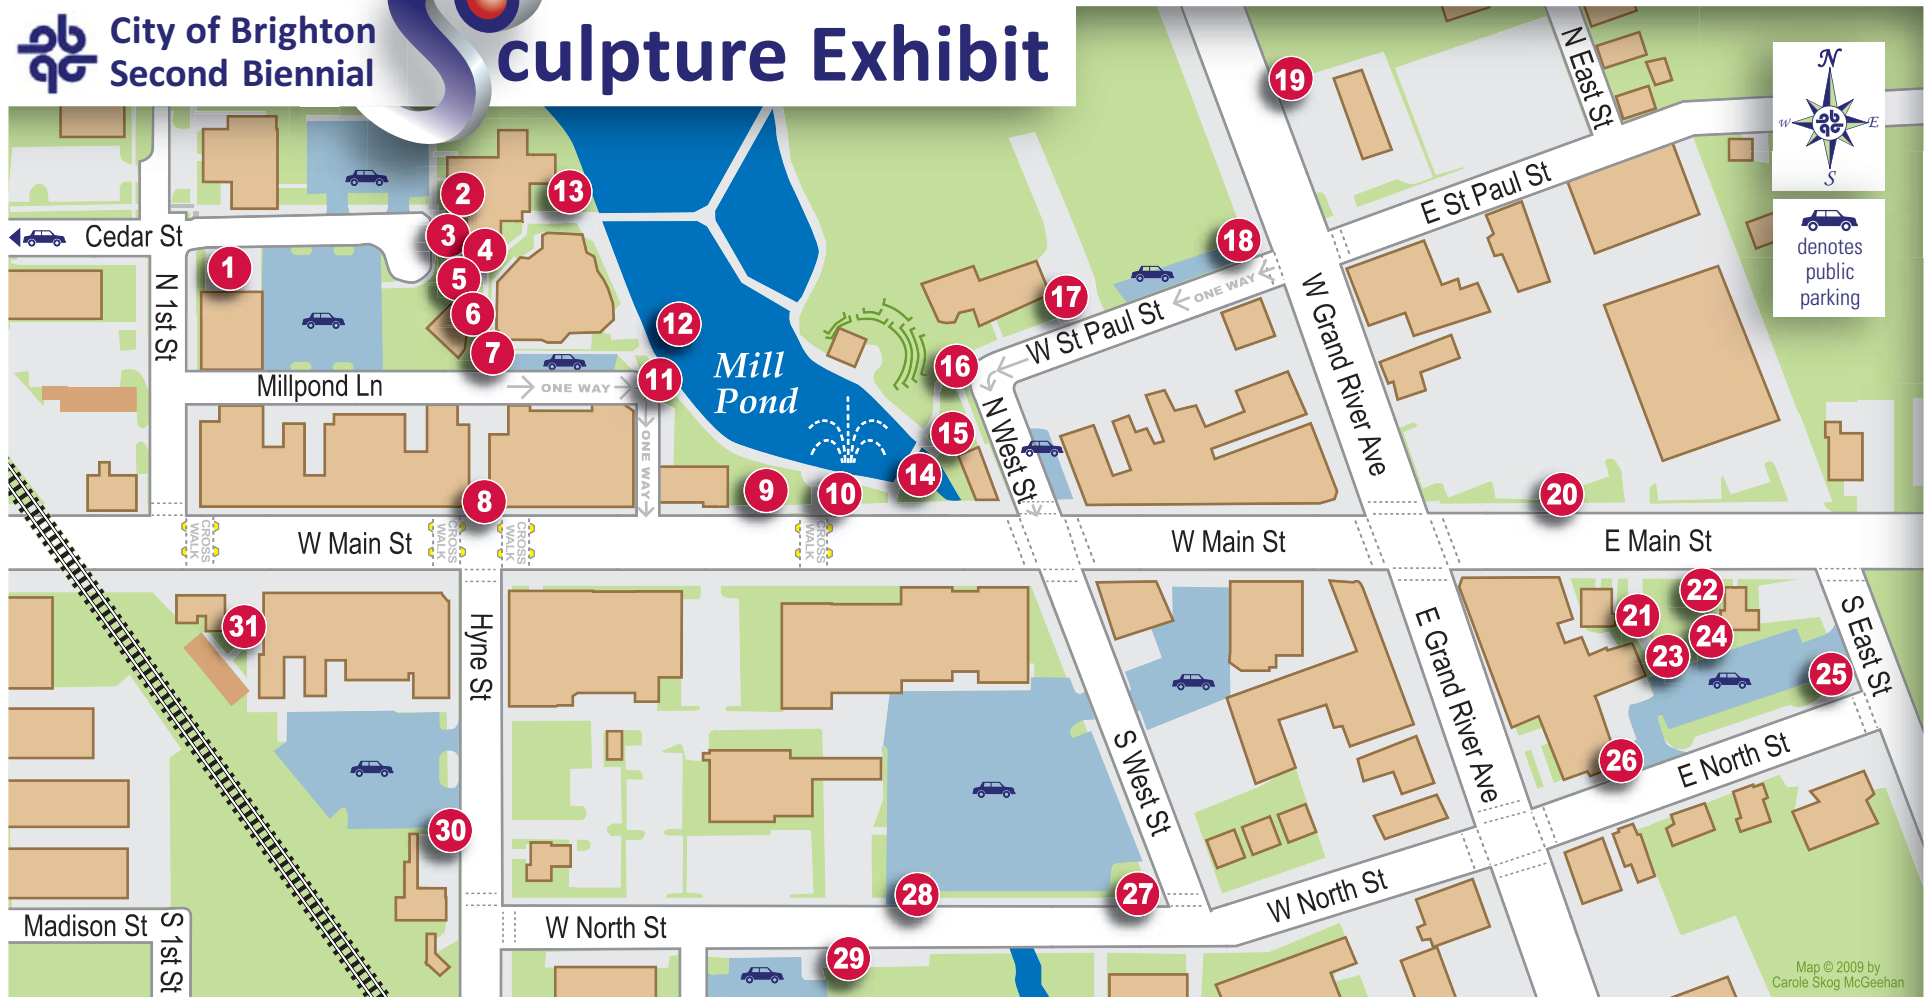 City of Brighton
Second Biennial
Sculpture Exhibit
N
W
E
S
denotes
public
parking
19
N East St
E St Paul St
2
13
3
4
Cedar St
1
5
18
ONE WAY
17
W St Paul St
N 1st St
6
7
12
Mill
Pond
16
W Grand River Ave
Millpond Ln
ONE WAY
11
ONE WAY
15
N West St
8
9
10
14
20
CROSS
WALK
CROSS
WALK
CROSS
WALK
CROSS
WALK
W Main St
W Main St
E Main St
31
Hyne St
E Grand River Ave
21
22
23
24
25
S East St
S West St
26
E North St
30
28
27
W North St
Madison St
S 1st St
W North St
29
Map © 2009 by
Carole Skog McGeehan